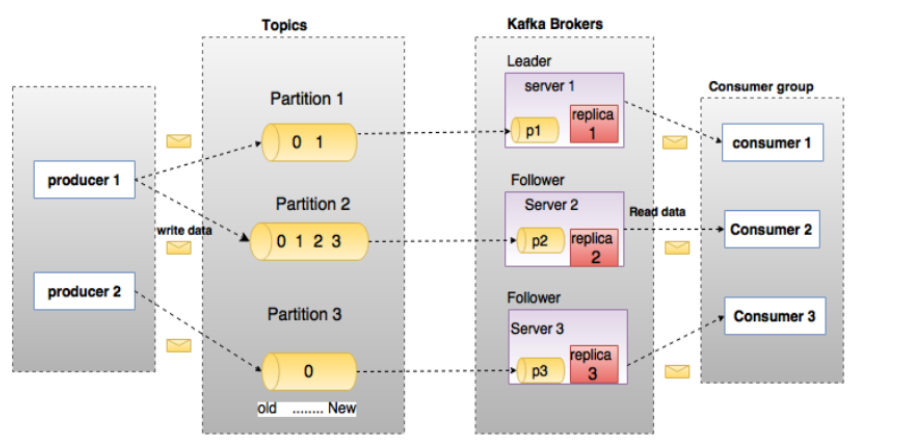 Topics
Kafka Brokers
Consumer group
producer 1
producer 2
write data
Partition 1
0 1
Partition 2
0 1 2 3
Partition 3
0
old ........ New
Leader
server 1
p1
replica
1
Follower
Server 2
p2
replica
2
Follower
Server 3
p3
replica
3
Read data
consumer 1
Consumer 2
Consumer 3